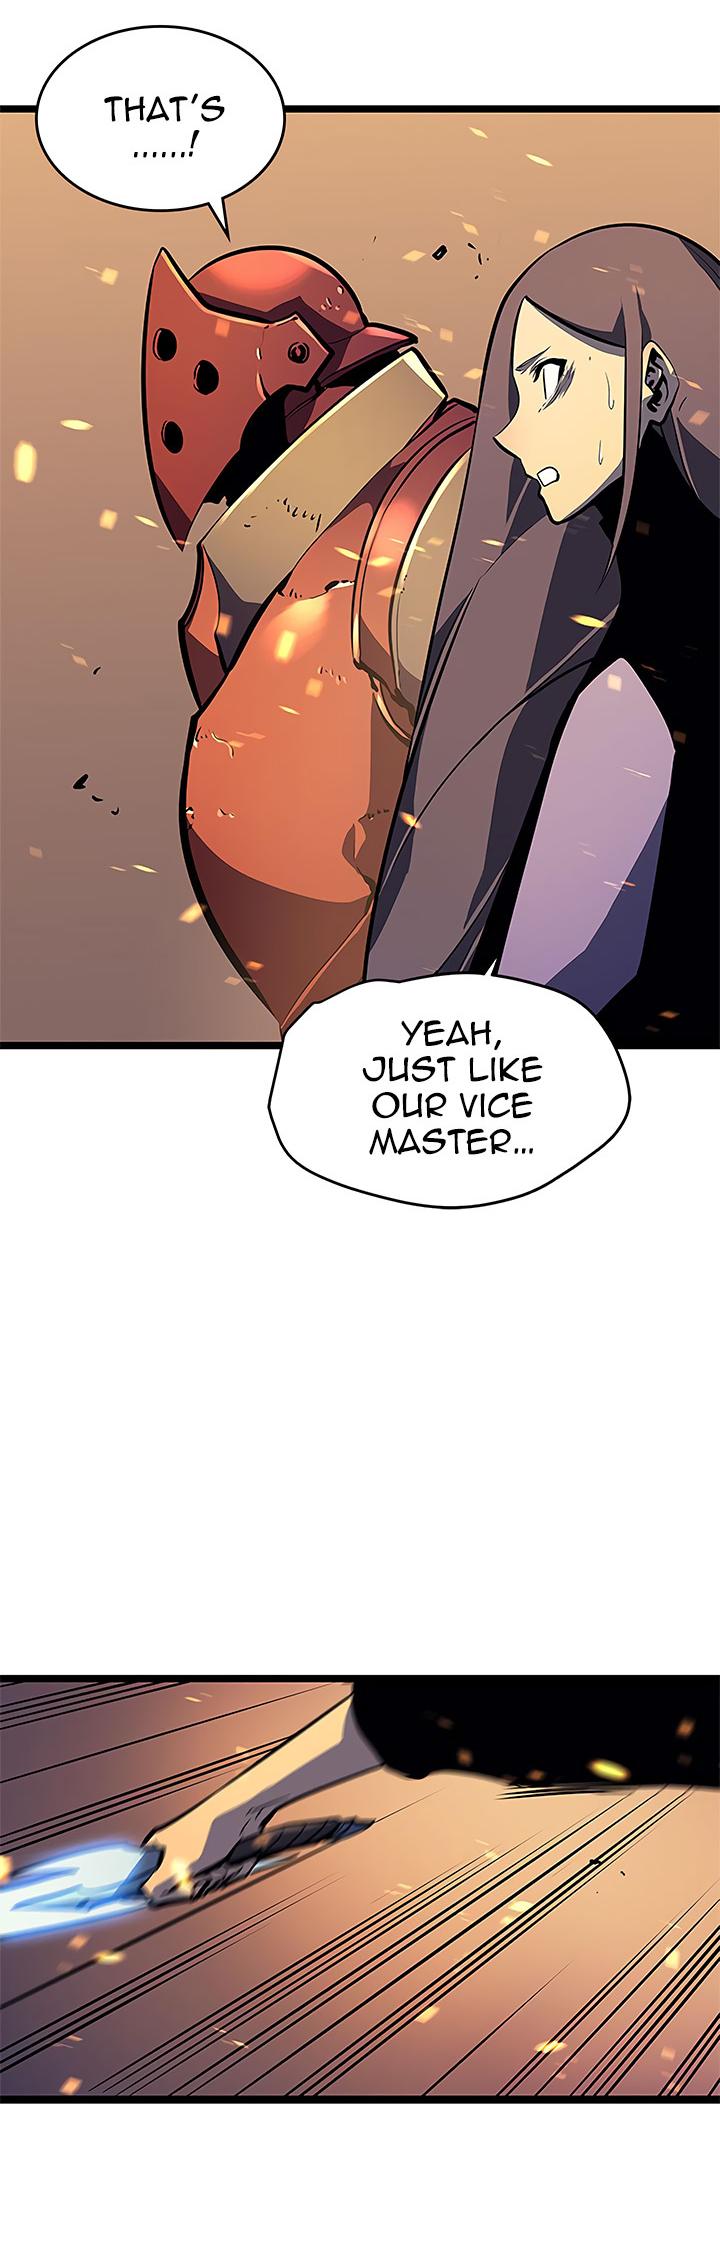 THAT'S
......!
YEAH,
JUST LIKE
OUR VICE
MASTER...